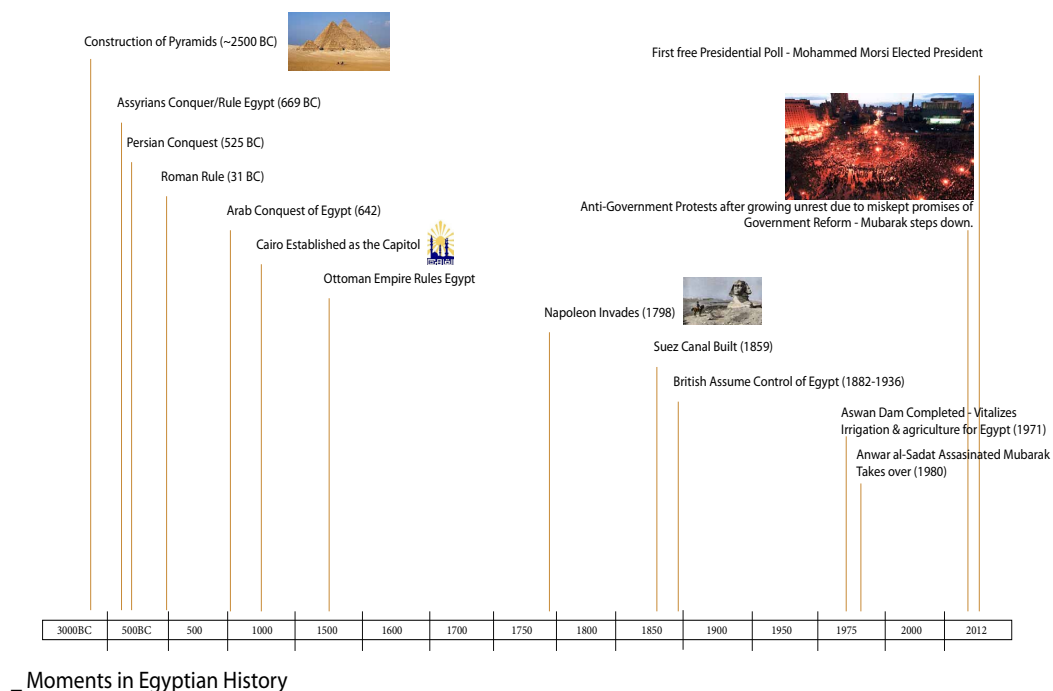 Construction of Pyramids (~2500 BC)
First free Presidential Poll - Mohammed Morsi Elected President
Assyrians Conquer/Rule Egypt (669 BC)
Persian Conquest (525 BC)
Roman Rule (31 BC)
Arab Conquest of Egypt (642)
Anti-Government Protests after growing unrest due to miskept promises of
Government Reform - Mubarak steps down.
Cairo Established as the Capitol
Ottoman Empire Rules Egypt
Napoleon Invades (1798)
Suez Canal Built (1859)
British Assume Control of Egypt (1882-1936)
Aswan Dam Completed - Vitalizes
Irrigation & agriculture for Egypt (1971)
Anwar al-Sadat Assasinated Mubarak
Takes over (1980)
3000BC 500BC 500 1000 1500 1600 1700 1750 1800 1850 1900 1950 1975 2000 2012
_ Moments in Egyptian History